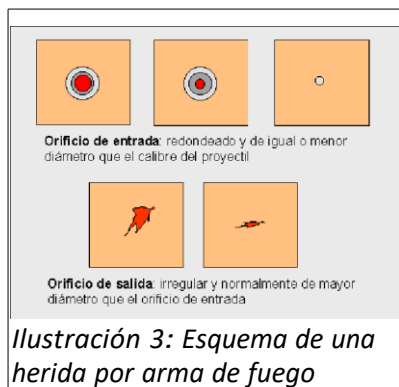 Orificio de entrada: redondeado y de igual o menor
diámetro que el calibre del proyectil
Orificio de salida: irregular y normalmente de mayor
diámetro que el orificio de entrada
Ilustración 3: Esquema de una
herida por arma de fuego